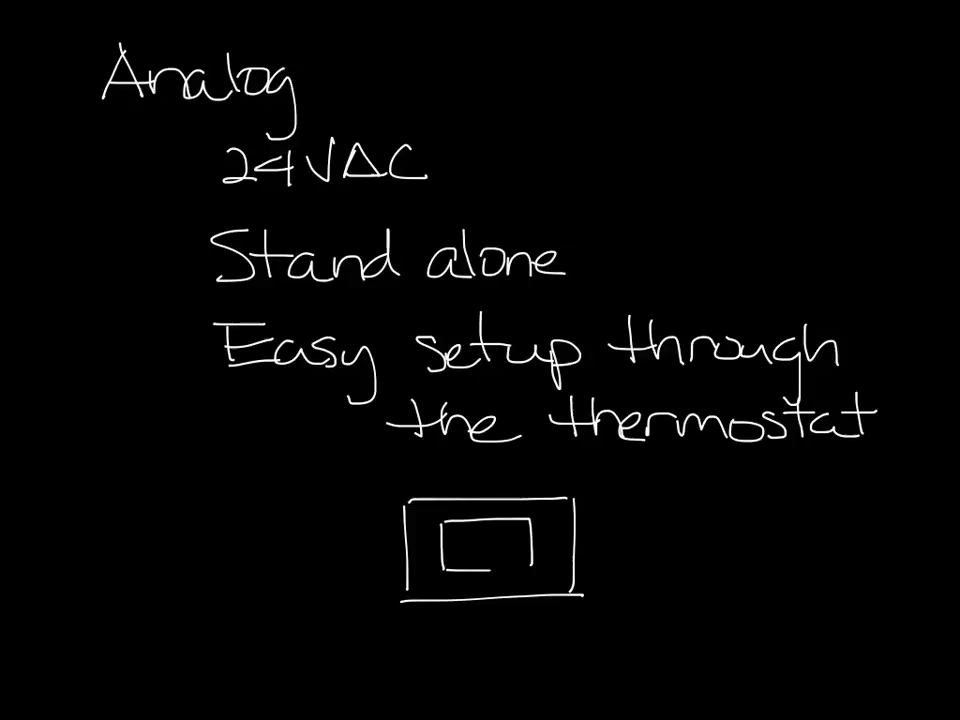 Analog
24VAC
Stand alone
Easy setup through
the thermostat